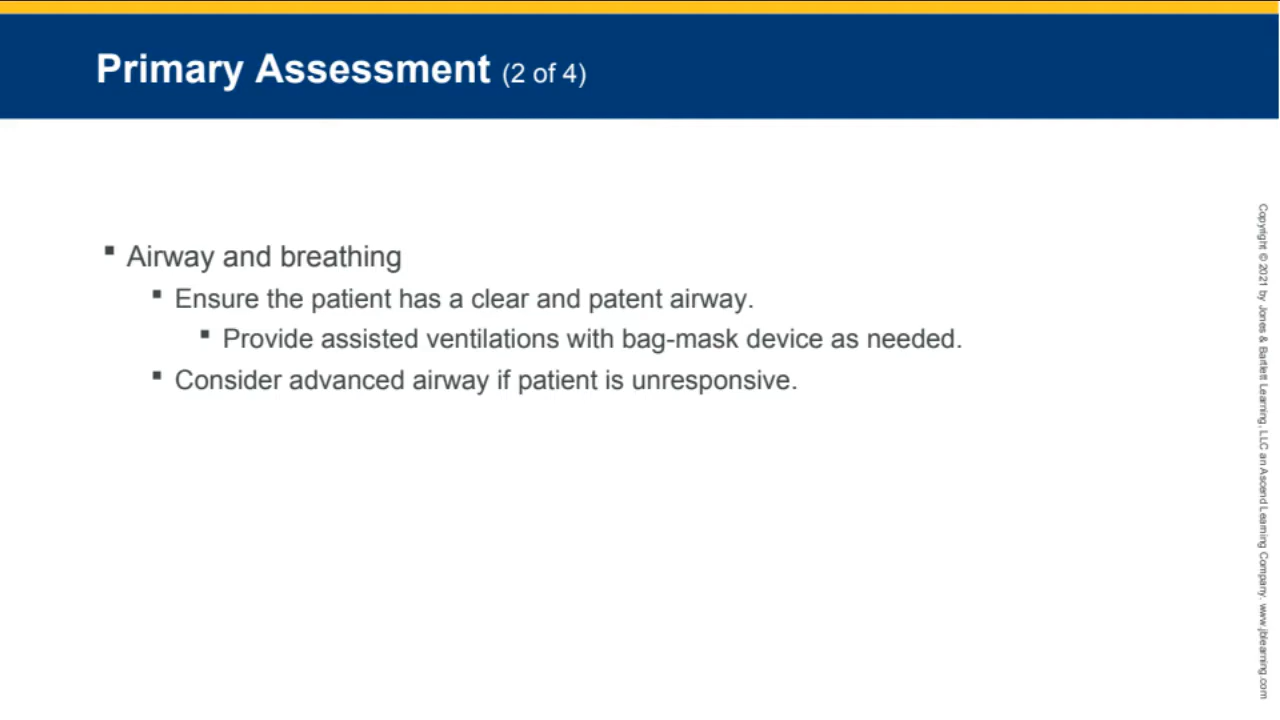 Primary Assessment (2 of 4)
▪ Airway and breathing
▪ Ensure the patient has a clear and patent airway.
▪ Provide assisted ventilations with bag-mask device as needed.
▪ Consider advanced airway if patient is unresponsive.
Copyright © 2021 by Jones & Bartlett Learning, LLC an Ascend Learning Company. www.jblearning.com